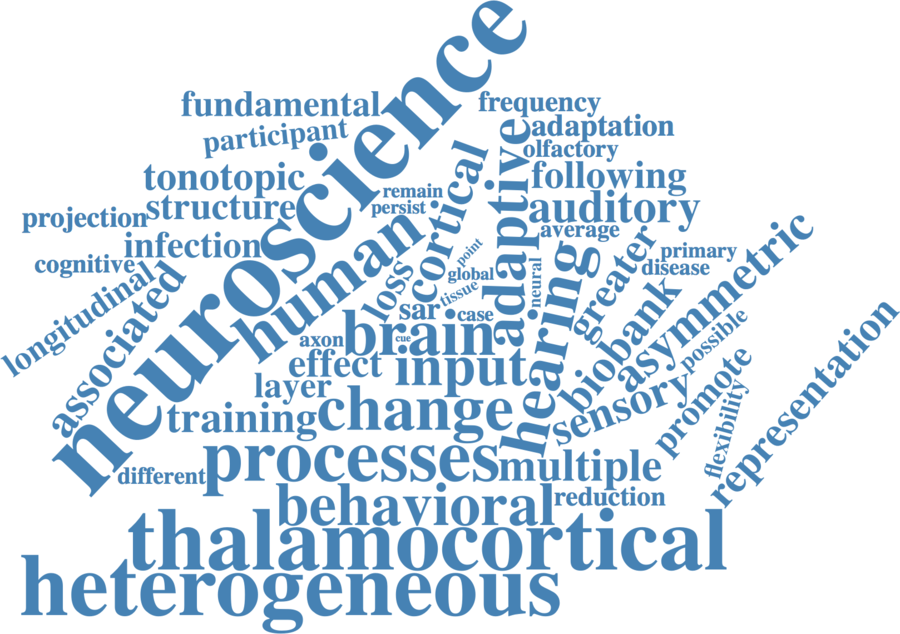 neuroscience
fundamental
frequency
participant
adaptation
olfactory
tonotopic
remain
cortical
adaptive
following
projection
structure
persist
human
auditory
infection
average
cognitive
point
primary
longitudinal
associated
loss
global
neural
hearing
greater
disease
asymmetric
tissue
sar
case
biobank
axon
brain
cue
possible
effect
input
layer
sensory
promote
representation
training
change
flexibility
different
processes
multiple
behavioral
reduction
thalamocortical
heterogeneous